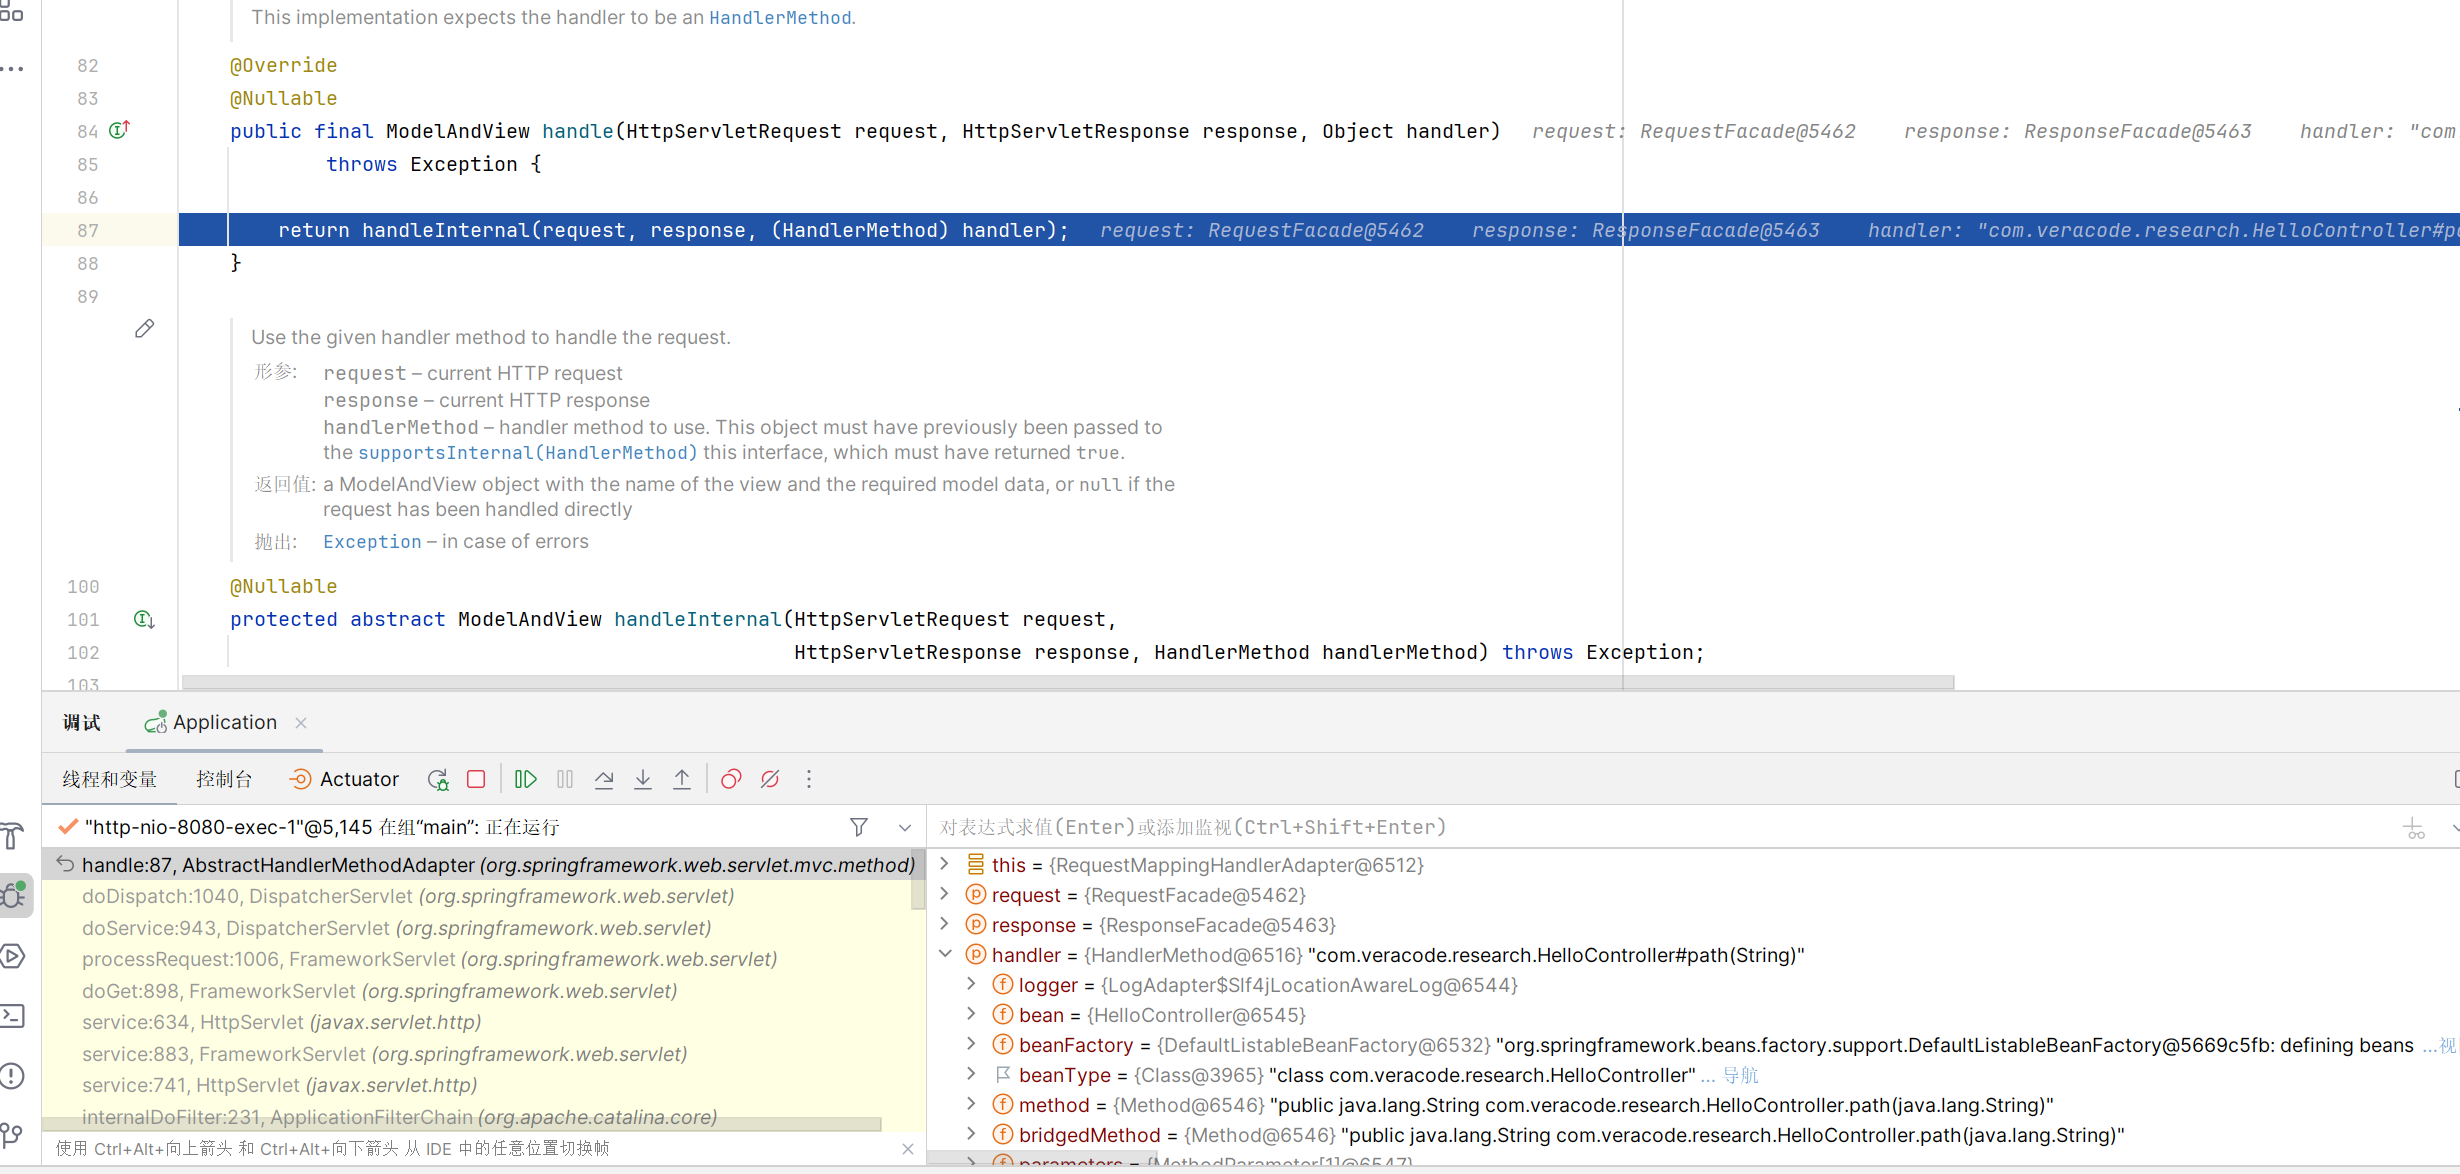 This implementation expects the handler to be an HandlerMethod.
82 @Override
83 @Nullable
84 public final ModelAndView handle(HttpServletRequest request, HttpServletResponse response, Object handler) request: RequestFacade@5462 response: ResponseFacade@5463 handler: "com
85 throws Exception {
86
87 return handleInternal(request, response, (HandlerMethod) handler); request: RequestFacade@5462 response: ResponseFacade@5463 handler: "com.veracode.research.HelloController#pa
88 }
89
Use the given handler method to handle the request.
形参: request – current HTTP request
response – current HTTP response
handlerMethod – handler method to use. This object must have previously been passed to
the supportsInternal(HandlerMethod) this interface, which must have returned true.
返回值: a ModelAndView object with the name of the view and the required model data, or null if the
request has been handled directly
抛出: Exception – in case of errors
100 @Nullable
101 protected abstract ModelAndView handleInternal(HttpServletRequest request,
102 HttpServletResponse response, HandlerMethod handlerMethod) throws Exception;
103
调试 Application
线程和变量 控制台 Actuator
"http-nio-8080-exec-1"@5,145 在组“main”: 正在运行
handle:87, AbstractHandlerMethodAdapter (org.springframework.web.servlet.mvc.method)
doDispatch:1040, DispatcherServlet (org.springframework.web.servlet)
doService:943, DispatcherServlet (org.springframework.web.servlet)
processRequest:1006, FrameworkServlet (org.springframework.web.servlet)
doGet:898, FrameworkServlet (org.springframework.web.servlet)
service:634, HttpServlet (javax.servlet.http)
service:883, FrameworkServlet (org.springframework.web.servlet)
service:741, HttpServlet (javax.servlet.http)
internalDoFilter:231, ApplicationFilterChain (org.apache.catalina.core)
使用 Ctrl+Alt+向上箭头 和 Ctrl+Alt+向下箭头 从 IDE 中的任意位置切换帧
对表达式求值(Enter)或添加监视(Ctrl+Shift+Enter)
this = {RequestMappingHandlerAdapter@6512}
request = {RequestFacade@5462}
response = {ResponseFacade@5463}
handler = {HandlerMethod@6516} "com.veracode.research.HelloController#path(String)"
logger = {LogAdapter$Slf4jLocationAwareLog@6544}
bean = {HelloController@6545}
beanFactory = {DefaultListableBeanFactory@6532} "org.springframework.beans.factory.support.DefaultListableBeanFactory@5669c5fb: defining beans ...视
beanType = {Class@3965} "class com.veracode.research.HelloController" ... 导航
method = {Method@6546} "public java.lang.String com.veracode.research.HelloController.path(java.lang.String)"
bridgedMethod = {Method@6546} "public java.lang.String com.veracode.research.HelloController.path(java.lang.String)"
parameters = {MethodParameter[1]@6547}